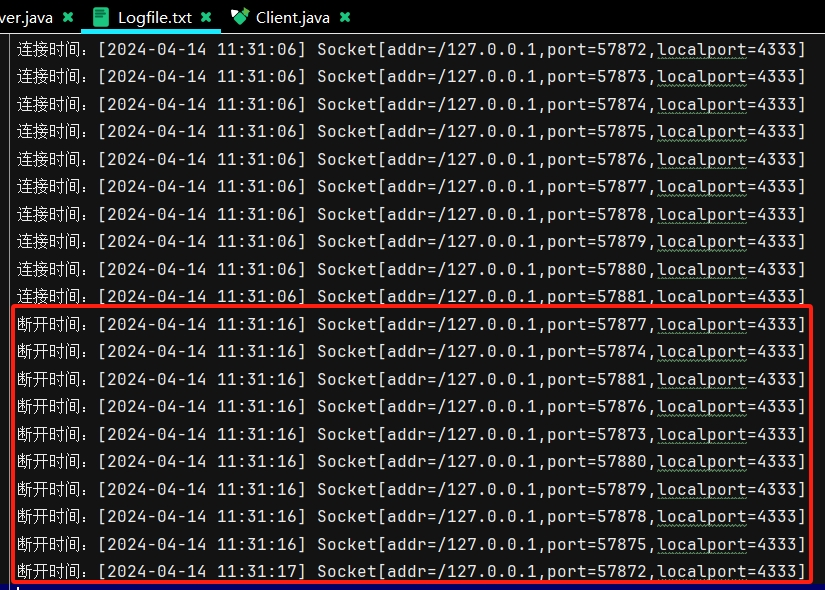 ver.java Logfile.txt Client.java
连接时间：[2024-04-14 11:31:06] Socket[addr=/127.0.0.1,port=57872,localport=4333]
连接时间：[2024-04-14 11:31:06] Socket[addr=/127.0.0.1,port=57873,localport=4333]
连接时间：[2024-04-14 11:31:06] Socket[addr=/127.0.0.1,port=57874,localport=4333]
连接时间：[2024-04-14 11:31:06] Socket[addr=/127.0.0.1,port=57875,localport=4333]
连接时间：[2024-04-14 11:31:06] Socket[addr=/127.0.0.1,port=57876,localport=4333]
连接时间：[2024-04-14 11:31:06] Socket[addr=/127.0.0.1,port=57877,localport=4333]
连接时间：[2024-04-14 11:31:06] Socket[addr=/127.0.0.1,port=57878,localport=4333]
连接时间：[2024-04-14 11:31:06] Socket[addr=/127.0.0.1,port=57879,localport=4333]
连接时间：[2024-04-14 11:31:06] Socket[addr=/127.0.0.1,port=57880,localport=4333]
连接时间：[2024-04-14 11:31:06] Socket[addr=/127.0.0.1,port=57881,localport=4333]
断开时间：[2024-04-14 11:31:16] Socket[addr=/127.0.0.1,port=57877,localport=4333]
断开时间：[2024-04-14 11:31:16] Socket[addr=/127.0.0.1,port=57874,localport=4333]
断开时间：[2024-04-14 11:31:16] Socket[addr=/127.0.0.1,port=57881,localport=4333]
断开时间：[2024-04-14 11:31:16] Socket[addr=/127.0.0.1,port=57876,localport=4333]
断开时间：[2024-04-14 11:31:16] Socket[addr=/127.0.0.1,port=57873,localport=4333]
断开时间：[2024-04-14 11:31:16] Socket[addr=/127.0.0.1,port=57880,localport=4333]
断开时间：[2024-04-14 11:31:16] Socket[addr=/127.0.0.1,port=57879,localport=4333]
断开时间：[2024-04-14 11:31:16] Socket[addr=/127.0.0.1,port=57878,localport=4333]
断开时间：[2024-04-14 11:31:16] Socket[addr=/127.0.0.1,port=57875,localport=4333]
断开时间：[2024-04-14 11:31:17] Socket[addr=/127.0.0.1,port=57872,localport=4333]